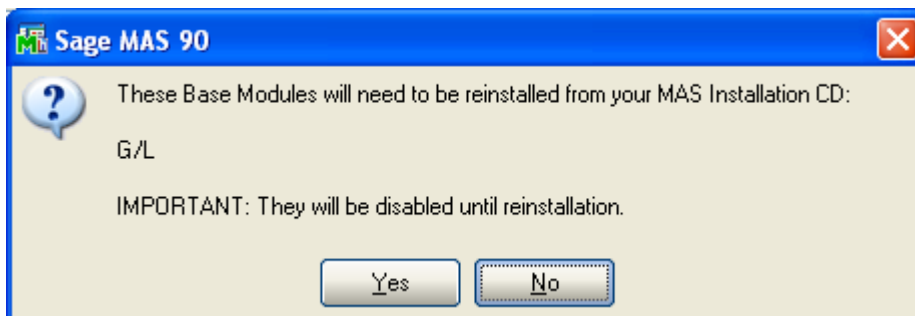 Sage MAS 90
These Base Modules will need to be reinstalled from your MAS Installation CD:
G/L
IMPORTANT: They will be disabled until reinstallation.
Yes No